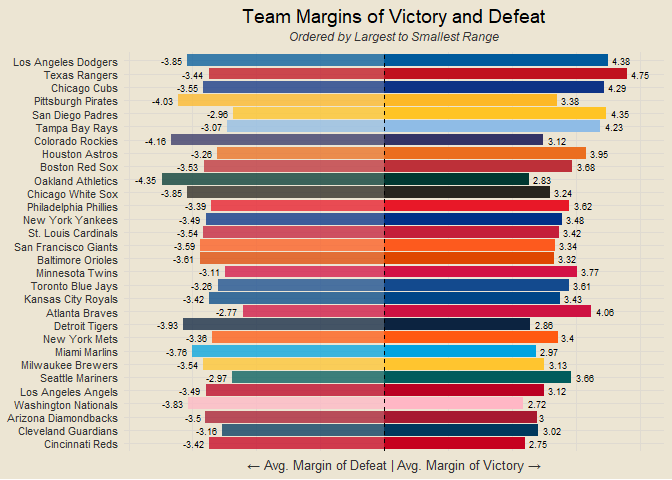 Team Margins of Victory and Defeat
Ordered by Largest to Smallest Range
Los Angeles Dodgers -3.85 4.38
Texas Rangers -3.44 4.75
Chicago Cubs -3.55 4.29
Pittsburgh Pirates -4.03 3.38
San Diego Padres -2.96 4.35
Tampa Bay Rays -3.07 4.23
Colorado Rockies -4.16 3.12
Houston Astros -3.26 3.95
Boston Red Sox -3.53 3.68
Oakland Athletics -4.35 2.83
Chicago White Sox -3.85 3.24
Philadelphia Phillies -3.39 3.62
New York Yankees -3.49 3.48
St. Louis Cardinals -3.54 3.42
San Francisco Giants -3.59 3.34
Baltimore Orioles -3.61 3.32
Minnesota Twins -3.11 3.77
Toronto Blue Jays -3.26 3.61
Kansas City Royals -3.42 3.43
Atlanta Braves -2.77 4.06
Detroit Tigers -3.93 2.86
New York Mets -3.36 3.4
Miami Marlins -3.76 2.97
Milwaukee Brewers -3.54 3.13
Seattle Mariners -2.97 3.66
Los Angeles Angels -3.49 3.12
Washington Nationals -3.83 2.72
Arizona Diamondbacks -3.5 3
Cleveland Guardians -3.16 3.02
Cincinnati Reds -3.42 2.75
← Avg. Margin of Defeat | Avg. Margin of Victory →